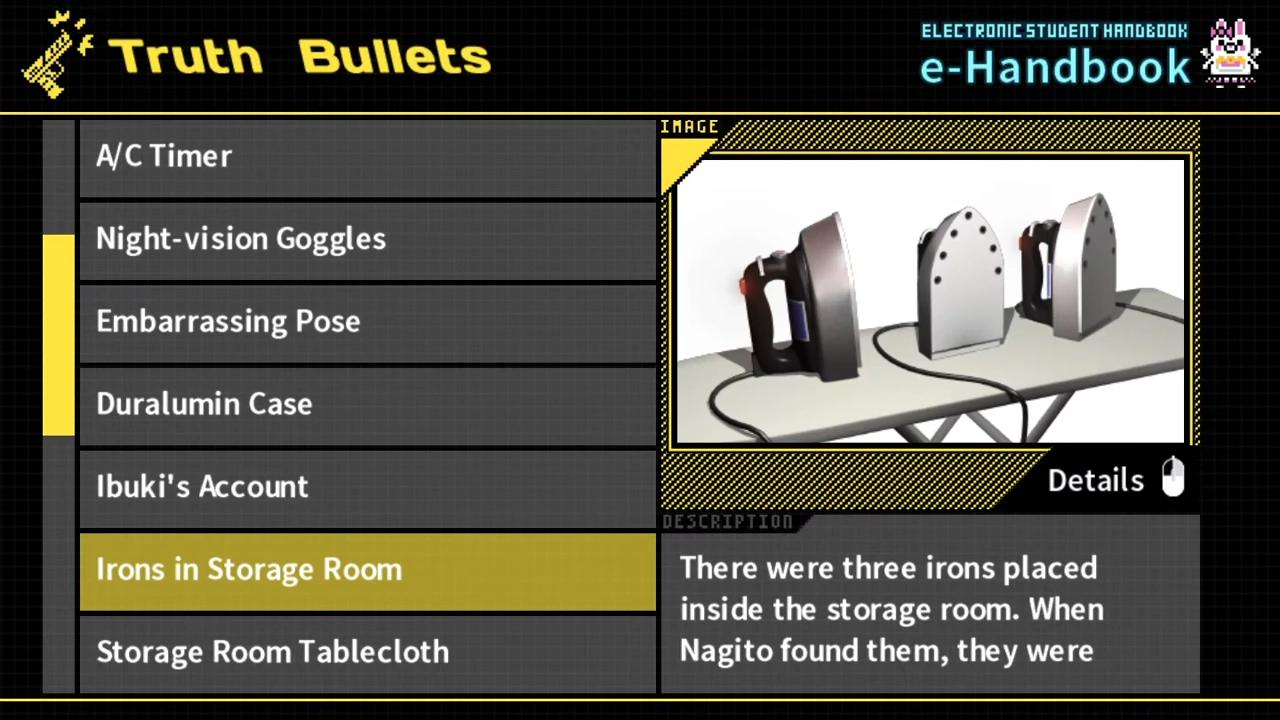 Truth Bullets
ELECTRONIC STUDENT HANDBOOK
e-Handbook
A/C Timer
Night-vision Goggles
Embarrassing Pose
Duralumin Case
Ibuki's Account
Irons in Storage Room
Storage Room Tablecloth
IMAGE
Details
DESCRIPTION
There were three irons placed
inside the storage room. When
Nagito found them, they were